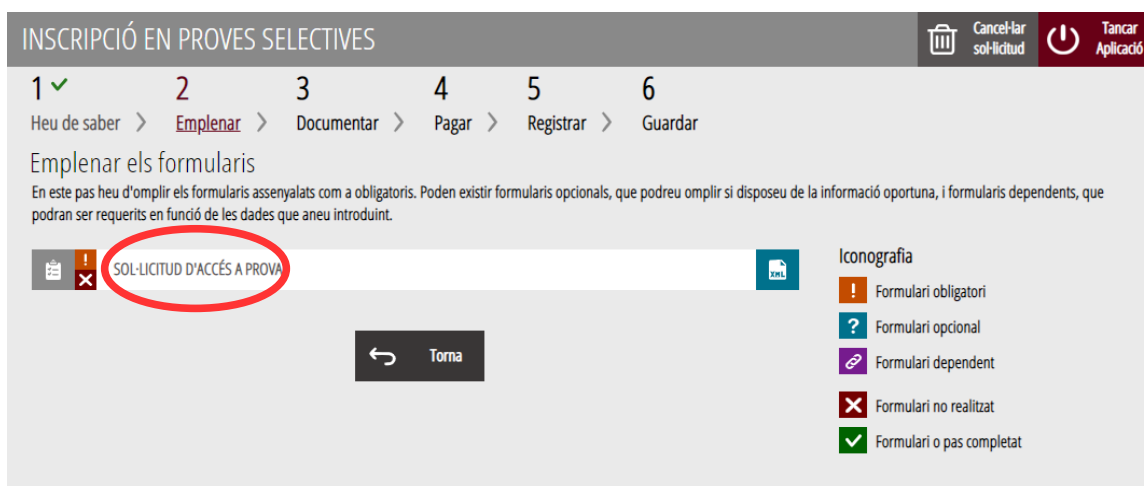 INSCRIPCIÓ EN PROVES SELECTIVES
Cancel·lar
sol·licitud
Tancar
Aplicació
1
2
3
4
5
6
Heu de saber
Emplenar
Documentar
Pagar
Registrar
Guardar
Emplenar els formularis
En este pas heu d'omplir els formularis assenyalats com a obligatoris. Poden existir formularis opcionals, que podreu omplir si disposeu de la informació oportuna, i formularis dependents, que
podran ser requerits en funció de les dades que aneu introduint.
SOL·LICITUD D'ACCÉS A PROVA
XML
Torna
Iconografia
Formulari obligatori
Formulari opcional
Formulari dependent
Formulari no realitzat
Formulari o pas completat